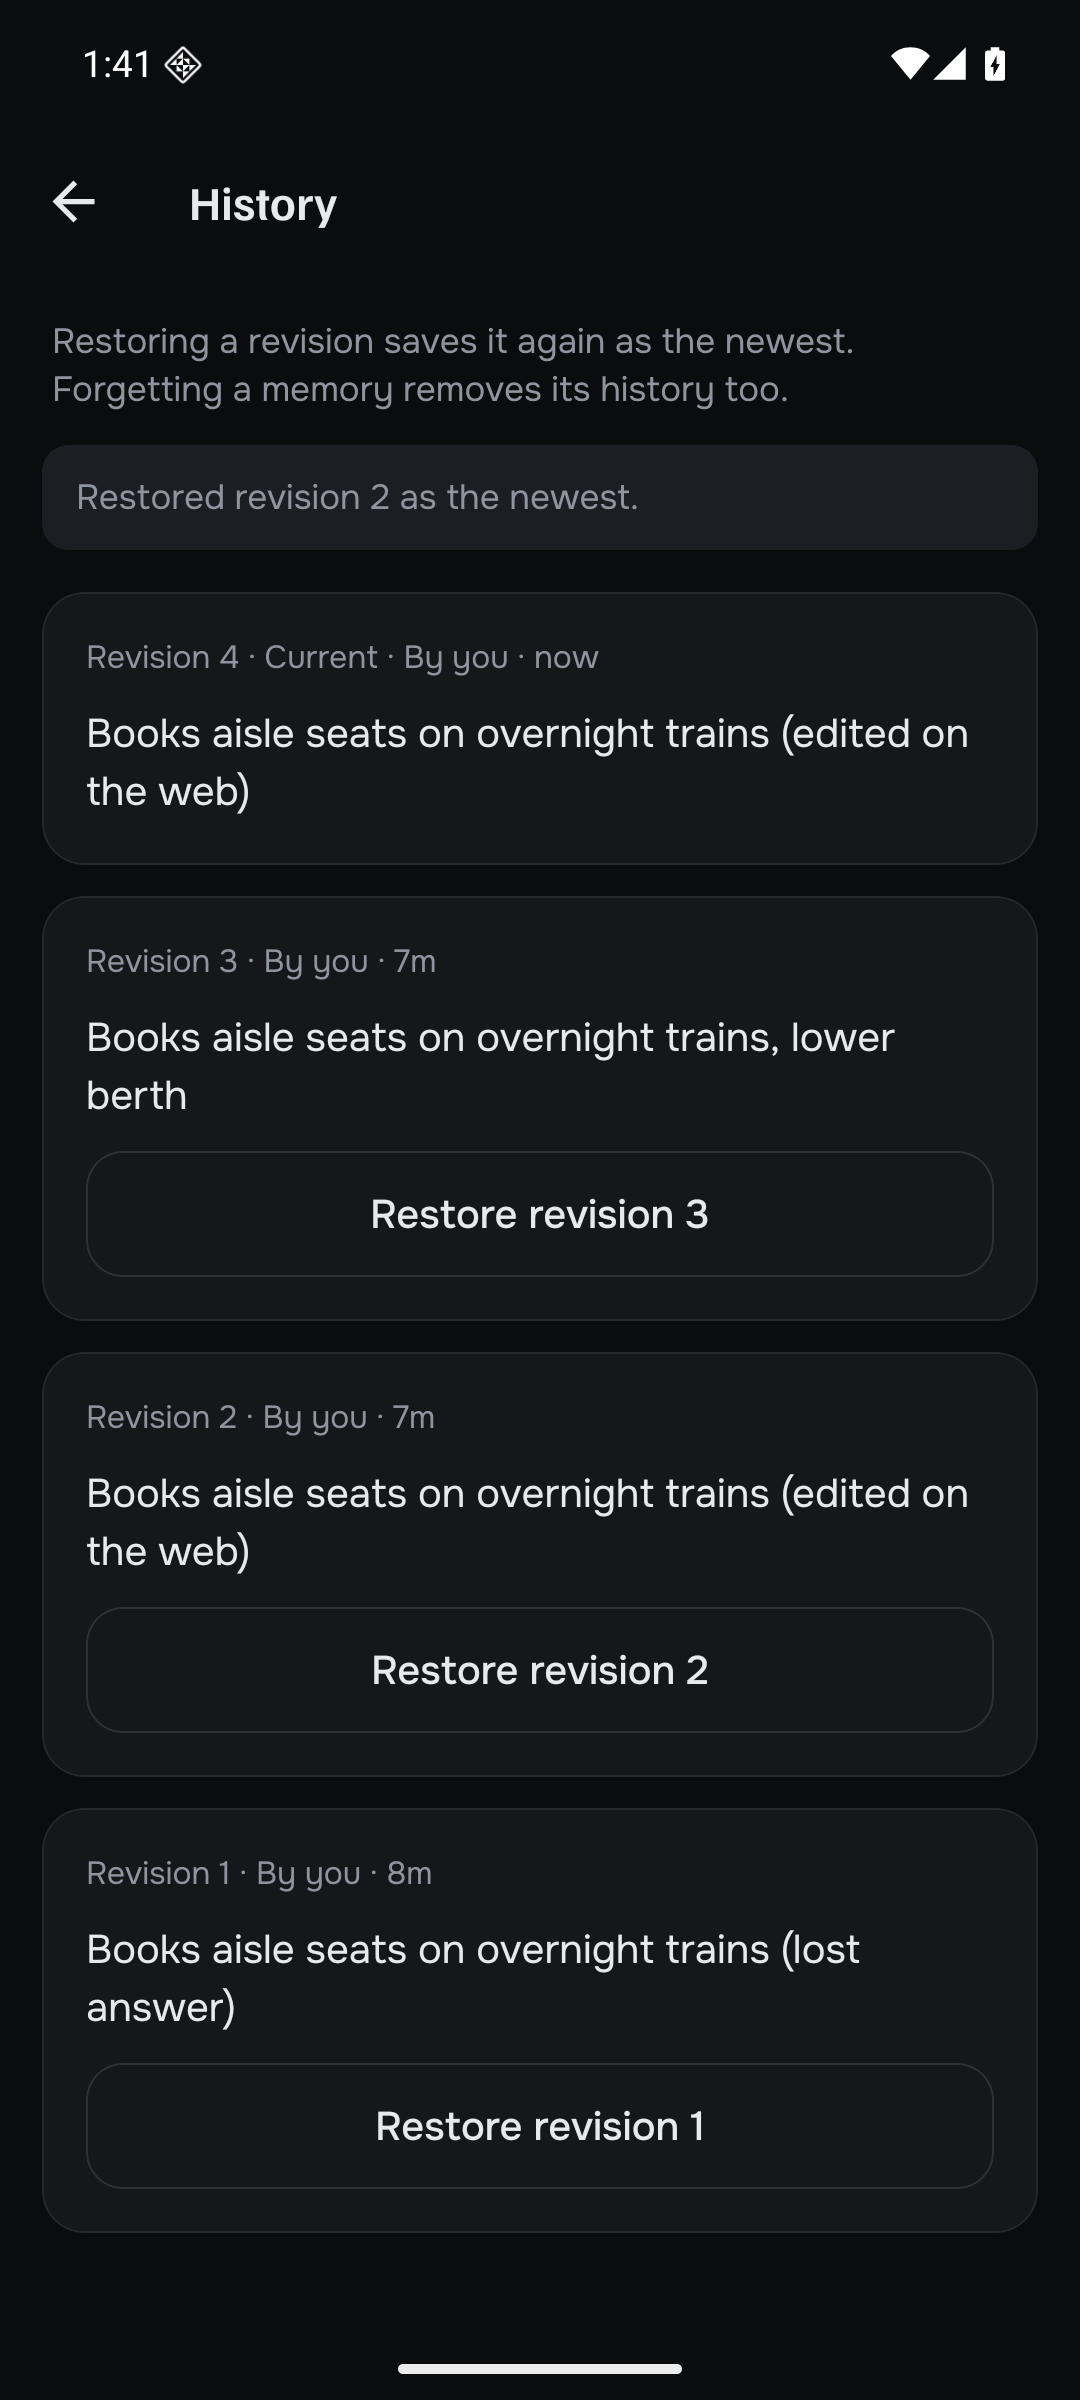 1:41
History
Restoring a revision saves it again as the newest.
Forgetting a memory removes its history too.
Restored revision 2 as the newest.
Revision 4 · Current · By you · now
Books aisle seats on overnight trains (edited on
the web)
Revision 3 · By you · 7m
Books aisle seats on overnight trains, lower
berth
Restore revision 3
Revision 2 · By you · 7m
Books aisle seats on overnight trains (edited on
the web)
Restore revision 2
Revision 1 · By you · 8m
Books aisle seats on overnight trains (lost
answer)
Restore revision 1